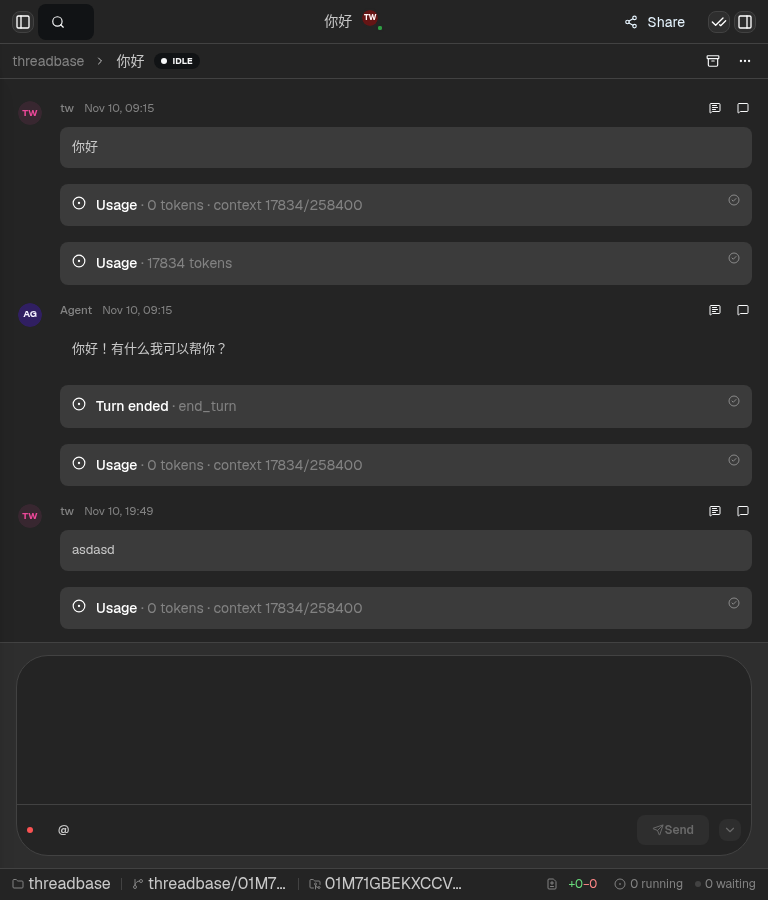 你好 TW Share
threadbase > 你好 IDLE
TW tw Nov 10, 09:15
你好
Usage · 0 tokens · context 17834/258400
Usage · 17834 tokens
AG Agent Nov 10, 09:15
你好！有什么我可以帮你？
Turn ended · end_turn
Usage · 0 tokens · context 17834/258400
TW tw Nov 10, 19:49
asdasd
Usage · 0 tokens · context 17834/258400
@ Send
threadbase threadbase/01M7… 01M71GBEKXCCV… +0−0 0 running 0 waiting